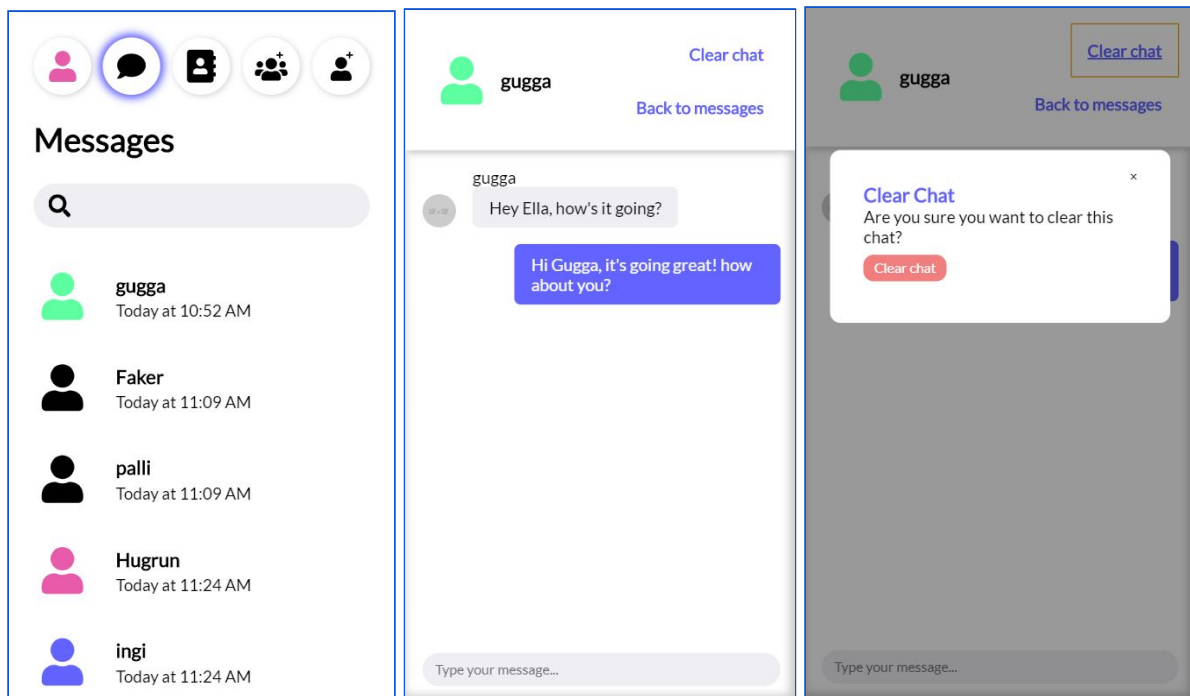 Messages
gugga
Today at 10:52 AM
Faker
Today at 11:09 AM
palli
Today at 11:09 AM
Hugrun
Today at 11:24 AM
ingi
Today at 11:24 AM
gugga
Clear chat
Back to messages
gugga
Hey Ella, how's it going?
Hi Gugga, it's going great! how
about you?
Type your message...
gugga
Clear chat
Back to messages
×
Clear Chat
Are you sure you want to clear this
chat?
Clear chat
Type your message...